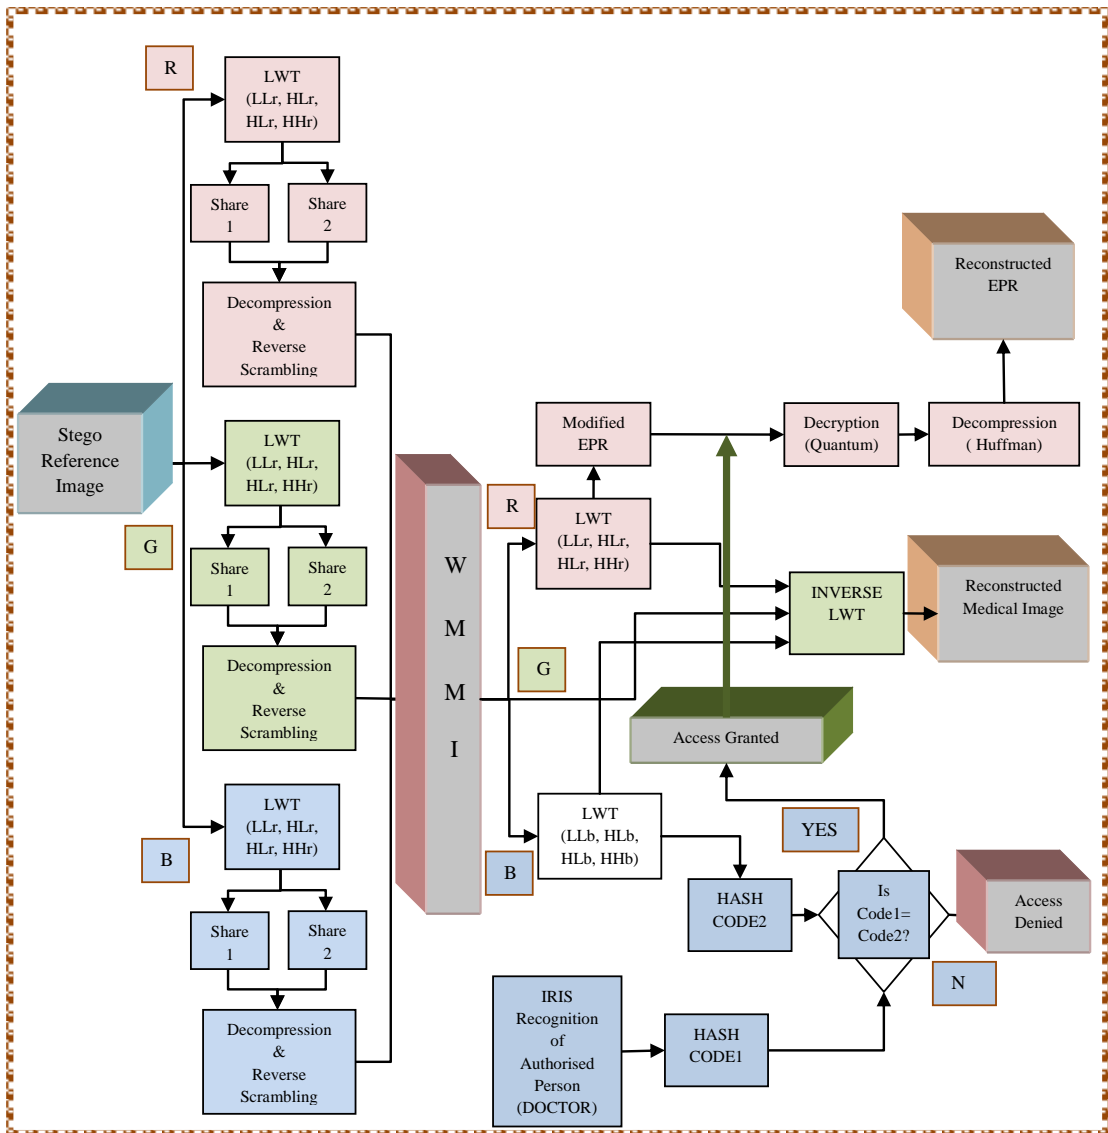 R
LWT
(LLr, HLr,
HLr, HHr)
Share
1
Share
2
Decompression
&
Reverse
Scrambling
Stego
Reference
Image
G
LWT
(LLr, HLr,
HLr, HHr)
Share
1
Share
2
Decompression
&
Reverse
Scrambling
B
LWT
(LLr, HLr,
HLr, HHr)
Share
1
Share
2
Decompression
&
Reverse
Scrambling
W
M
M
I
R
LWT
(LLr, HLr,
HLr, HHr)
Modified
EPR
Decryption
(Quantum)
Decompression
( Huffman)
Reconstructed
EPR
G
INVERSE
LWT
Reconstructed
Medical Image
Access Granted
B
LWT
(LLb, HLb,
HLb, HHb)
YES
HASH
CODE2
Is
Code1=
Code2?
Access
Denied
N
IRIS
Recognition
of
Authorised
Person
(DOCTOR)
HASH
CODE1